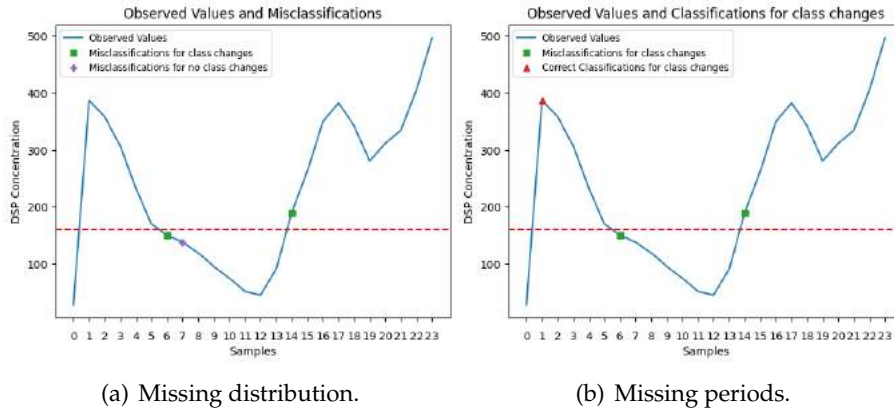 Observed Values and Misclassifications
Observed Values
Misclassifications for class changes
Misclassifications for no class changes
DSP Concentration
500
400
300
200
100
0 1 2 3 4 5 6 7 8 9 10 11 12 13 14 15 16 17 18 19 20 21 22 23
Samples
(a) Missing distribution.
Observed Values and Classifications for class changes
Observed Values
Misclassifications for class changes
Correct Classifications for class changes
DSP Concentration
500
400
300
200
100
0 1 2 3 4 5 6 7 8 9 10 11 12 13 14 15 16 17 18 19 20 21 22 23
Samples
(b) Missing periods.